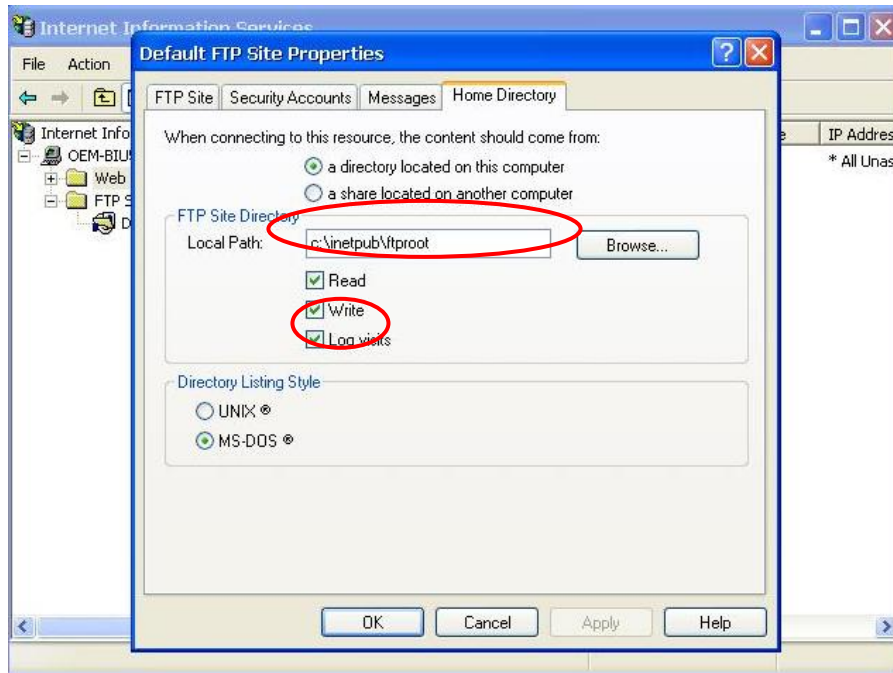 Internet Information Services
Default FTP Site Properties
File Action
FTP Site Security Accounts Messages Home Directory
Internet Info
OEM-BIU
Web
FTP S
D
IP Addres
* All Unas
When connecting to this resource, the content should come from:
a directory located on this computer
a share located on another computer
FTP Site Directory
Local Path: c:\inetpub\ftproot Browse...
Read
Write
Log visits
Directory Listing Style
UNIX ®
MS-DOS ®
OK Cancel Apply Help